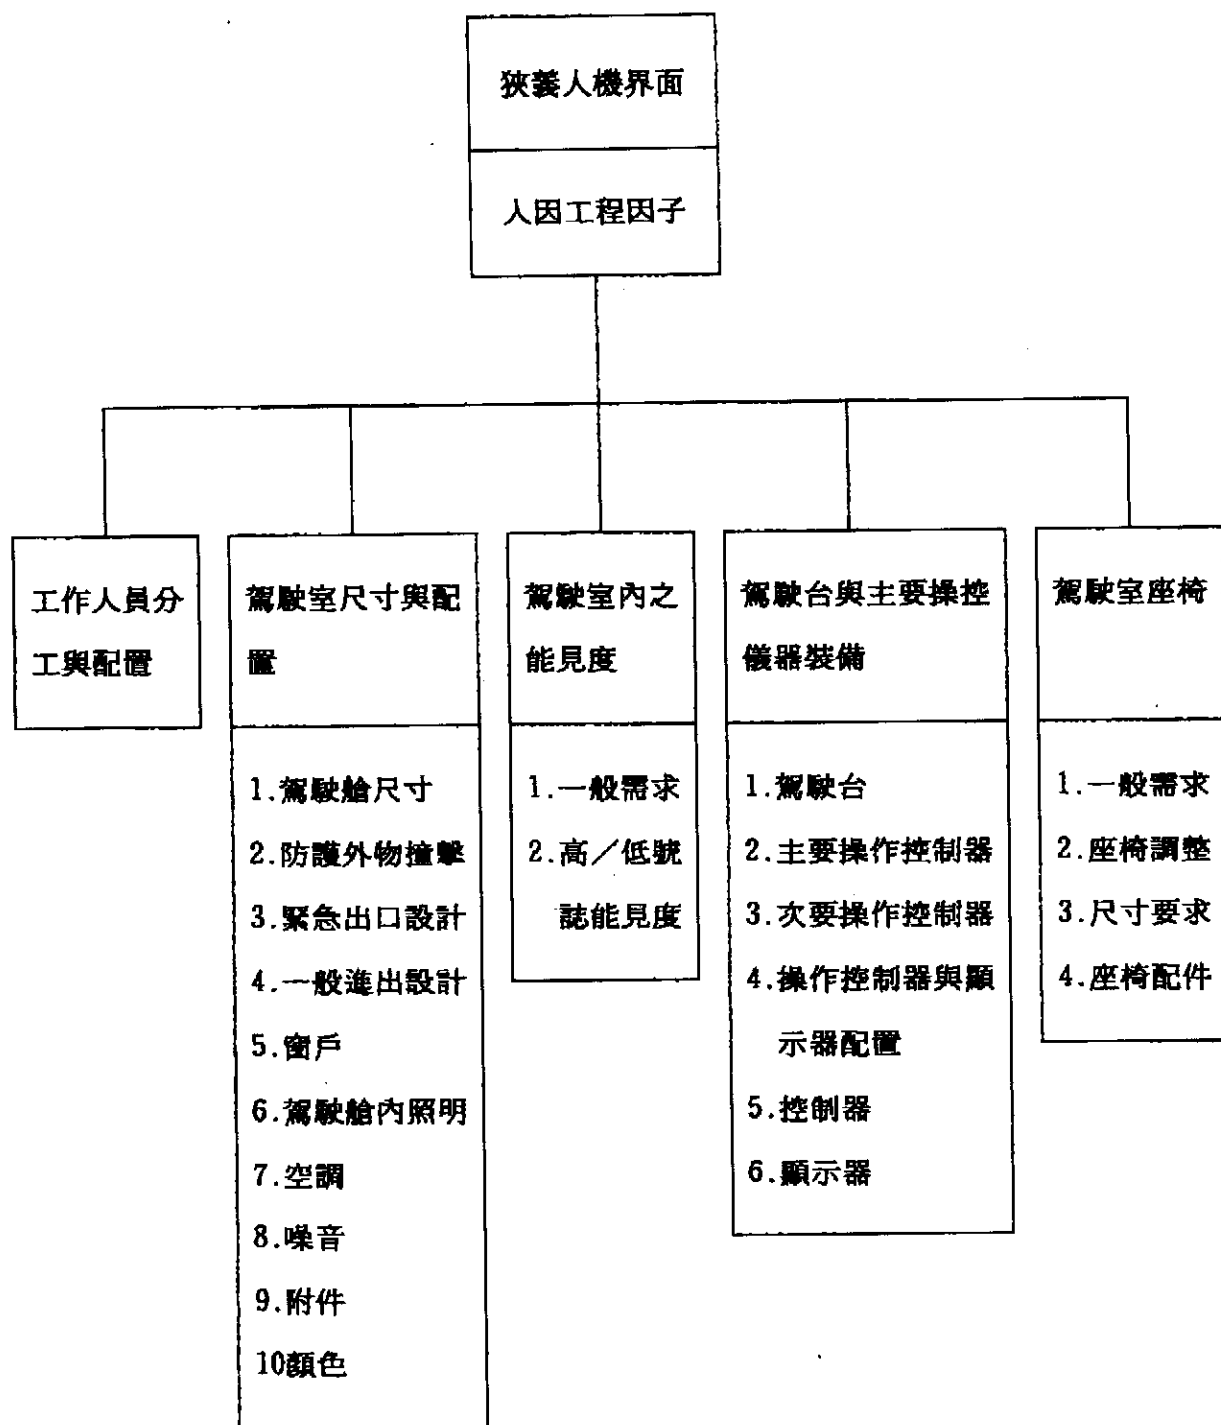 狹義人機界面
人因工程因子
工作人員分
工與配置
駕駛室尺寸與配
置
1.駕駛艙尺寸
2.防護外物撞擊
3.緊急出口設計
4.一般進出設計
5.窗戶
6.駕駛艙內照明
7.空調
8.噪音
9.附件
10顏色
駕駛室內之
能見度
1.一般需求
2.高／低號
誌能見度
駕駛台與主要操控
儀器裝備
1.駕駛台
2.主要操作控制器
3.次要操作控制器
4.操作控制器與顯
示器配置
5.控制器
6.顯示器
駕駛室座椅
1.一般需求
2.座椅調整
3.尺寸要求
4.座椅配件